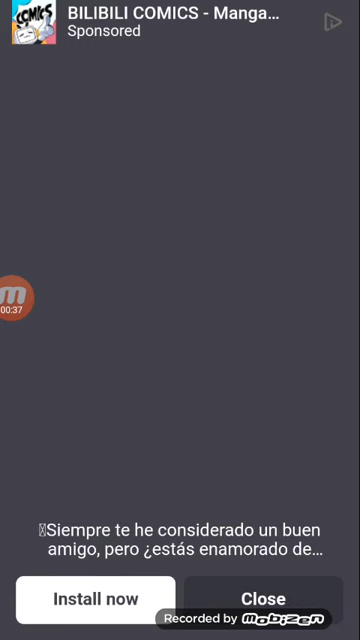 COMICS
BILIBILI COMICS - Manga…
Sponsored
00:37
Siempre te he considerado un buen
amigo, pero ¿estás enamorado de…
Install now
Close
Recorded by mobizen